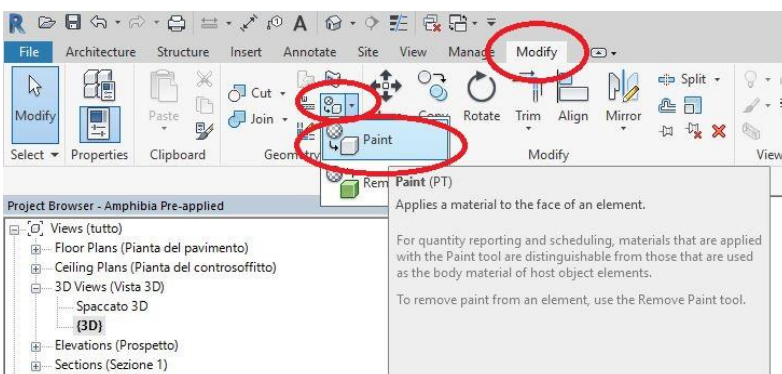 R A
File Architecture Structure Insert Annotate Site View Manage Modify
Modify Paste Cut Join Copy Rotate Trim Align Mirror Split
Select Properties Clipboard Geometry Modify View
Paint
Rem
Paint (PT)
Applies a material to the face of an element.
For quantity reporting and scheduling, materials that are applied
with the Paint tool are distinguishable from those that are used
as the body material of host object elements.
To remove paint from an element, use the Remove Paint tool.
Project Browser - Amphibia Pre-applied
Views (tutto)
Floor Plans (Pianta del pavimento)
Ceiling Plans (Pianta del controsoffitto)
3D Views (Vista 3D)
Spaccato 3D
{3D}
Elevations (Prospetto)
Sections (Sezione 1)